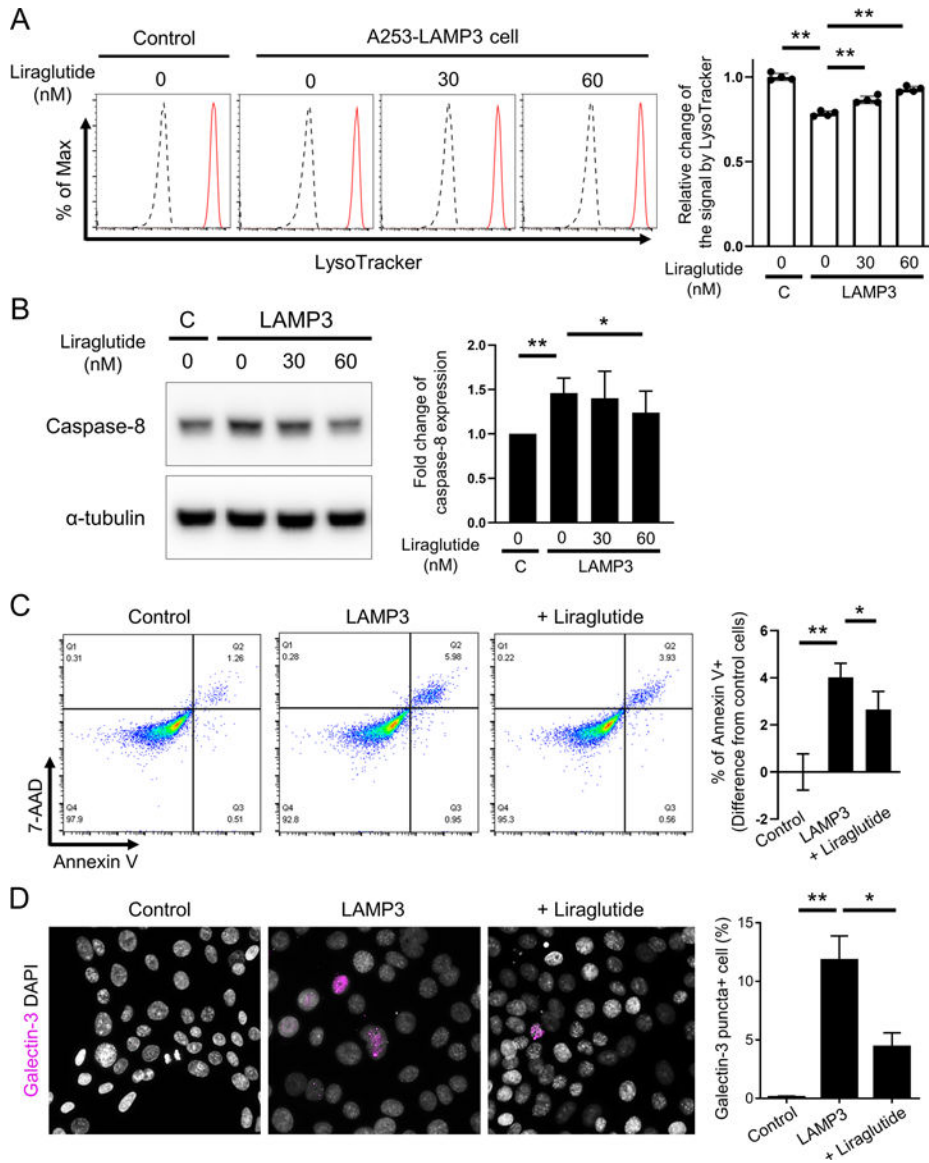 A
Control
A253-LAMP3 cell
Liraglutide
(nM)
0
0
30
60
% of Max
LysoTracker
**
**
**
Relative change of
the signal by LysoTracker
1.0
0.5
0.0
Liraglutide
(nM)
0
0
30
60
C
LAMP3
B
C
LAMP3
Liraglutide
(nM)
0
0
30
60
Caspase-8
α-tubulin
**
*
Fold change of
caspase-8 expression
2.0
1.5
1.0
0.5
0.0
Liraglutide
(nM)
0
0
30
60
C
LAMP3
C
Control
LAMP3
+ Liraglutide
Q1
0.31
Q2
1.26
Q4
97.9
Q3
0.51
Q1
0.28
Q2
5.98
Q4
92.8
Q3
0.95
Q1
0.22
Q2
3.93
Q4
95.3
Q3
0.56
7-AAD
Annexin V
**
*
% of Annexin V+
(Difference from control cells)
6
4
2
0
-2
Control
LAMP3
+ Liraglutide
D
Control
LAMP3
+ Liraglutide
Galectin-3 DAPI
**
*
Galectin-3 puncta+ cell (%)
15
10
5
0
Control
LAMP3
+ Liraglutide